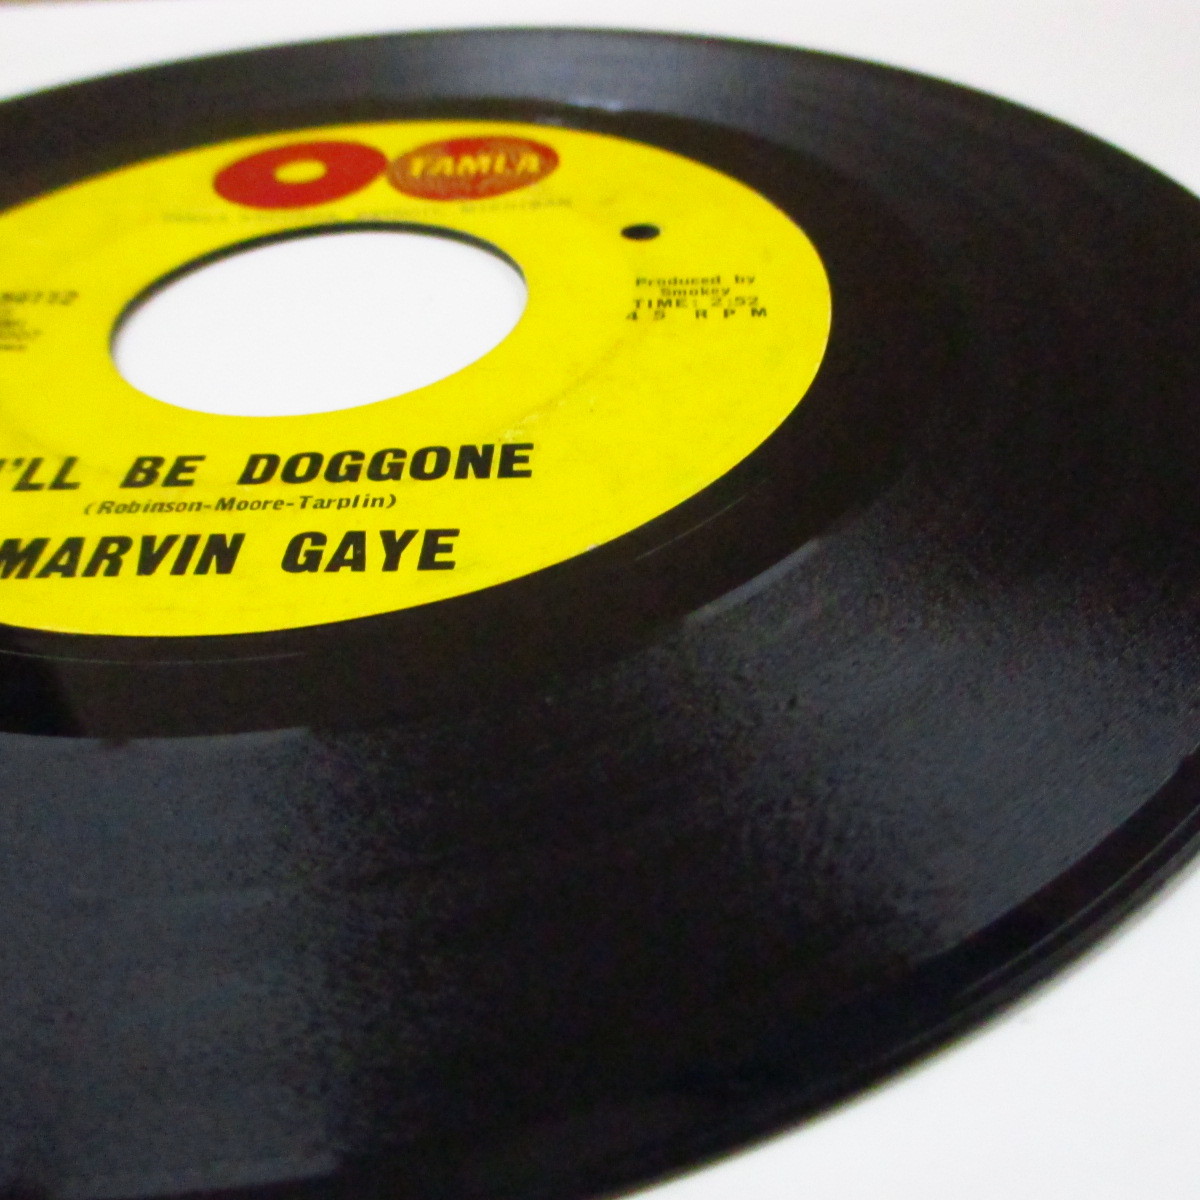 TAMLA
Produced by
Smokey
TIME: 2:52
45 RPM
I'LL BE DOGGONE
(Robinson-Moore-Tarplin)
MARVIN GAYE